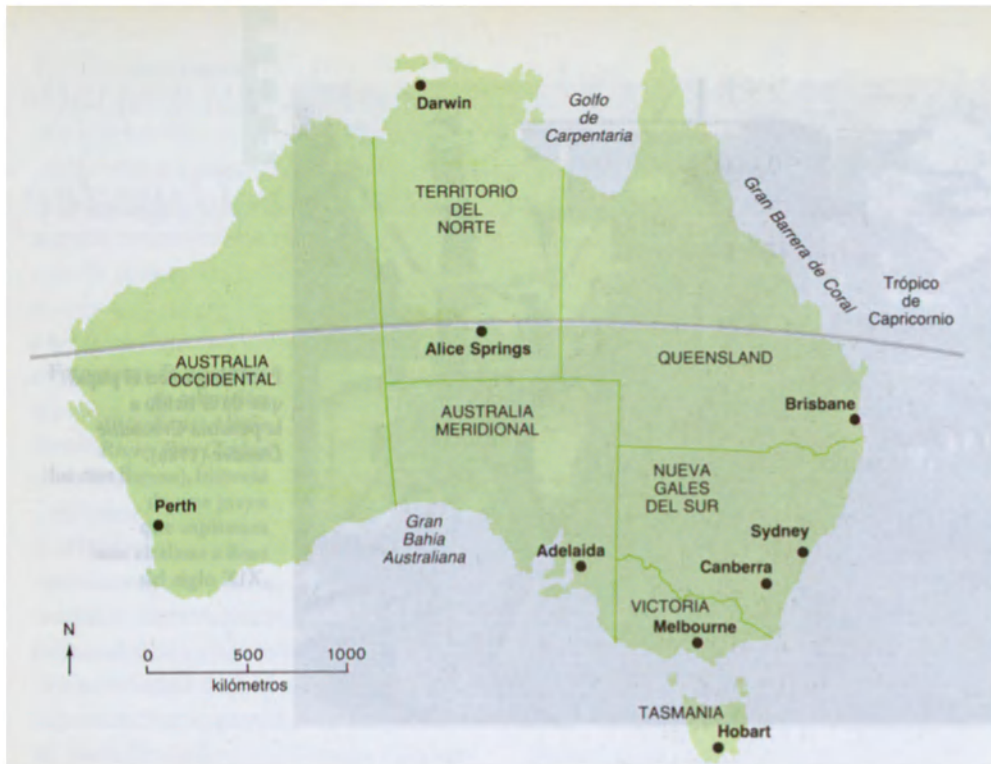 Darwin
Golfo
de
Carpentaria
TERRITORIO
DEL
NORTE
Gran Barrera de Coral
Trópico
de
Capricornio
Alice Springs
AUSTRALIA
OCCIDENTAL
QUEENSLAND
AUSTRALIA
MERIDIONAL
Brisbane
NUEVA
GALES
DEL SUR
Perth
Gran
Bahía
Australiana
Adelaida
Sydney
Canberra
VICTORIA
Melbourne
N
0 500 1000
kilómetros
TASMANIA
Hobart